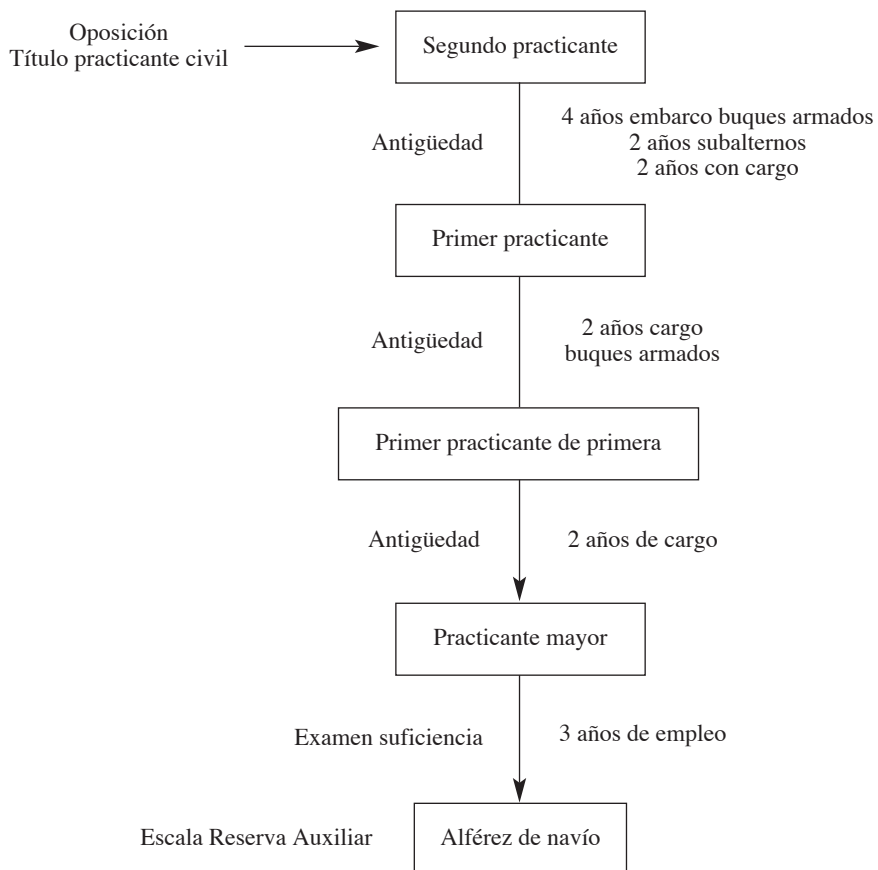 Oposición
Título practicante civil
Segundo practicante
Antigüedad
4 años embarco buques armados
2 años subalternos
2 años con cargo
Primer practicante
Antigüedad
2 años cargo
buques armados
Primer practicante de primera
Antigüedad
2 años de cargo
Practicante mayor
Examen suficiencia
3 años de empleo
Escala Reserva Auxiliar
Alférez de navío